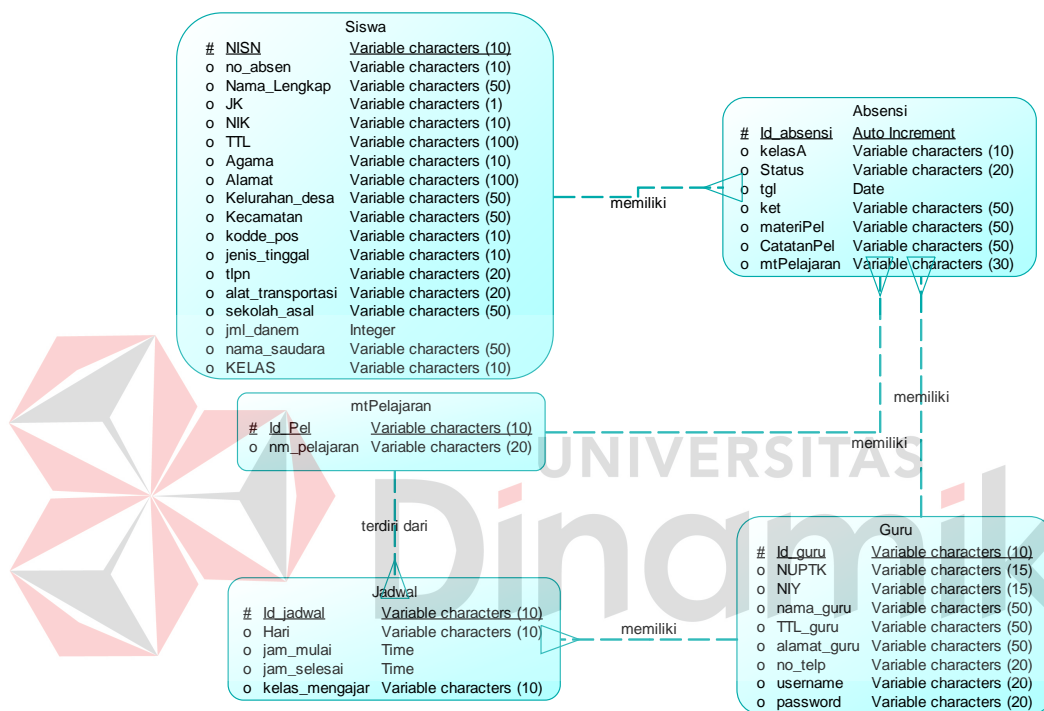 Siswa
# NISN Variable characters (10)
o no_absen Variable characters (10)
o Nama_Lengkap Variable characters (50)
o JK Variable characters (1)
o NIK Variable characters (10)
o TTL Variable characters (100)
o Agama Variable characters (10)
o Alamat Variable characters (100)
o Kelurahan_desa Variable characters (50)
o Kecamatan Variable characters (50)
o kodde_pos Variable characters (10)
o jenis_tinggal Variable characters (10)
o tlpn Variable characters (20)
o alat_transportasi Variable characters (20)
o sekolah_asal Variable characters (50)
o jml_danem Integer
o nama_saudara Variable characters (50)
o KELAS Variable characters (10)
memiliki
Absensi
# Id_absensi Auto Increment
o kelasA Variable characters (10)
o Status Variable characters (20)
o tgl Date
o ket Variable characters (50)
o materiPel Variable characters (50)
o CatatanPel Variable characters (50)
o mtPelajaran Variable characters (30)
memiliki
mtPelajaran
# Id_Pel Variable characters (10)
o nm_pelajaran Variable characters (20)
memiliki
UNIVERSITAS
Dinamik
terdiri dari
Jadwal
# Id_jadwal Variable characters (10)
o Hari Variable characters (10)
o jam_mulai Time
o jam_selesai Time
o kelas_mengajar Variable characters (10)
memiliki
Guru
# Id_guru Variable characters (10)
o NUPTK Variable characters (15)
o NIY Variable characters (15)
o nama_guru Variable characters (50)
o TTL_guru Variable characters (50)
o alamat_guru Variable characters (50)
o no_telp Variable characters (20)
o username Variable characters (20)
o password Variable characters (20)